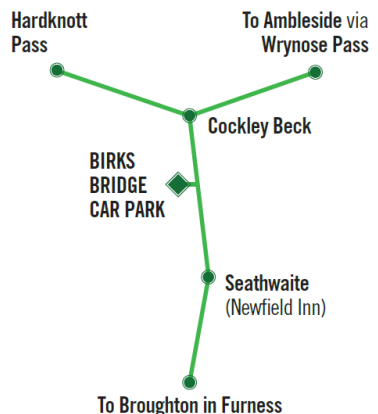 Hardknott
Pass
To Ambleside via
Wrynose Pass
Cockley Beck
BIRKS
BRIDGE
CAR PARK
Seathwaite
(Newfield Inn)
To Broughton in Furness